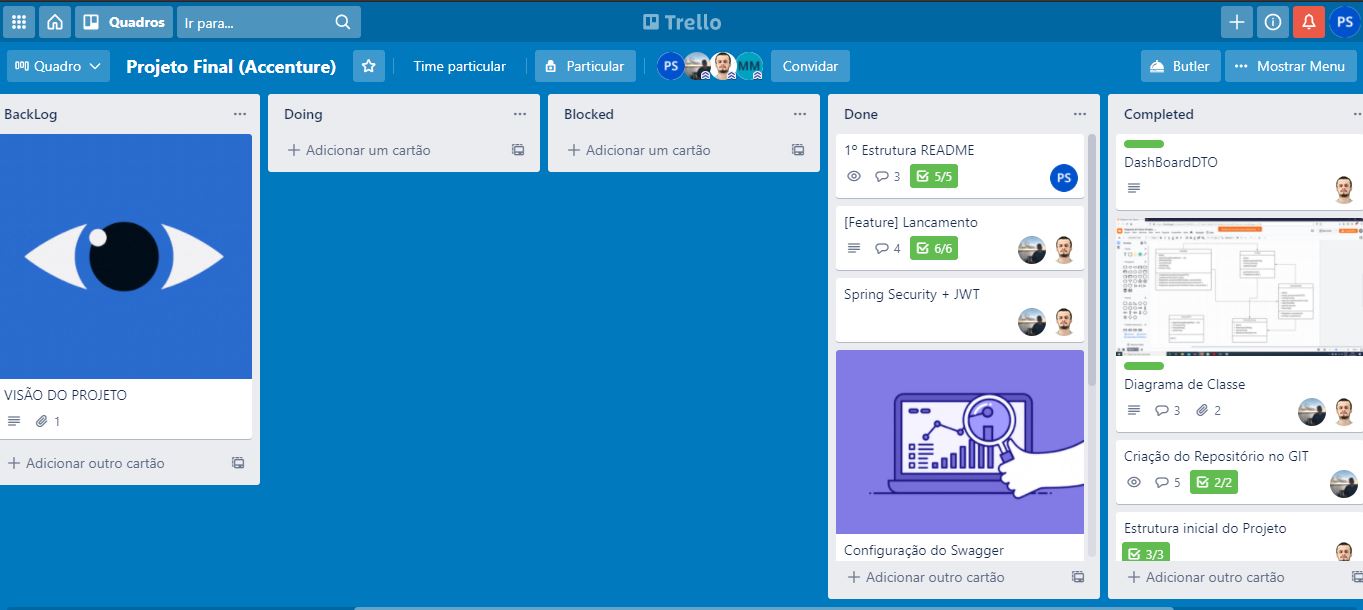 Quadros
Ir para...
Trello
PS
Quadro
Projeto Final (Accenture)
Time particular
Particular
PS
MM
Convidar
Butler
Mostrar Menu
BackLog
VISÃO DO PROJETO
1
Adicionar outro cartão
Doing
Adicionar um cartão
Blocked
Adicionar um cartão
Done
1º Estrutura README
3
5/5
PS
[Feature] Lancamento
4
6/6
Spring Security + JWT
Configuração do Swagger
Adicionar outro cartão
Completed
DashBoardDTO
Diagrama de Classe
3
2
Criação do Repositório no GIT
5
2/2
Estrutura inicial do Projeto
3/3
Adicionar outro cartão